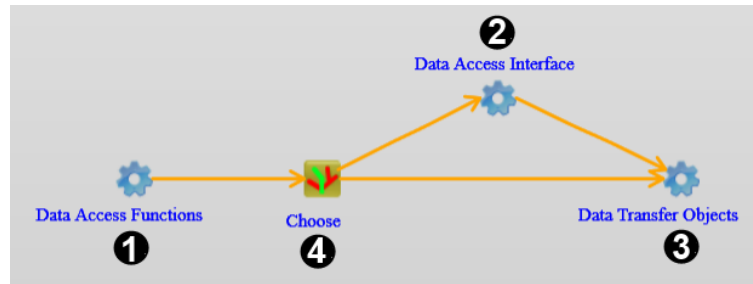 2
Data Access Interface
Data Access Functions
Choose
Data Transfer Objects
1
4
3